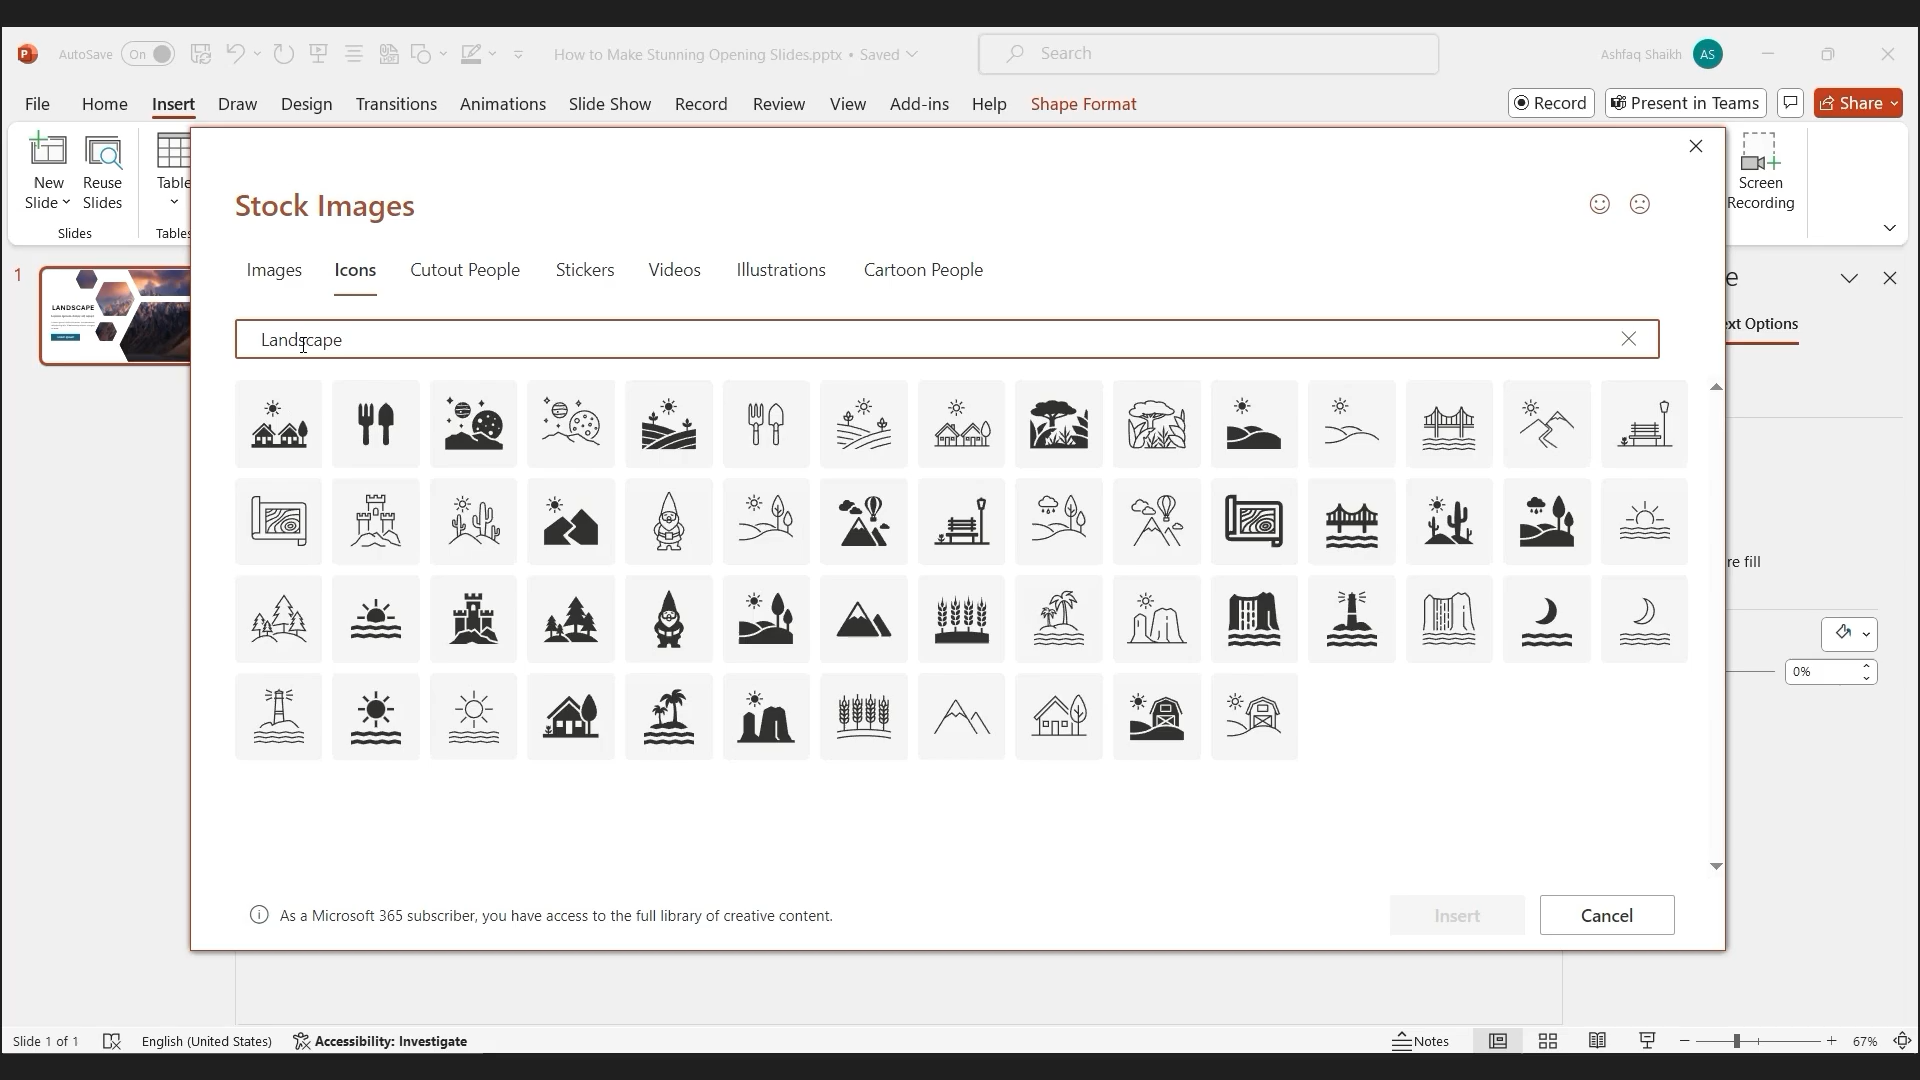 AutoSave On How to Make Stunning Opening Slides.pptx • Saved Search Ashfaq Shaikh AS
File Home Insert Draw Design Transitions Animations Slide Show Record Review View Add-ins Help Shape Format Record Present in Teams Share
New Slide
Reuse Slides
Table
Screen Recording
Slides
Tables
Stock Images
Images Icons Cutout People Stickers Videos Illustrations Cartoon People
1
LANDSCAPE
Landscape
As a Microsoft 365 subscriber, you have access to the full library of creative content.
Insert Cancel
ext Options
re fill
0%
Slide 1 of 1 English (United States) Accessibility: Investigate Notes 67%